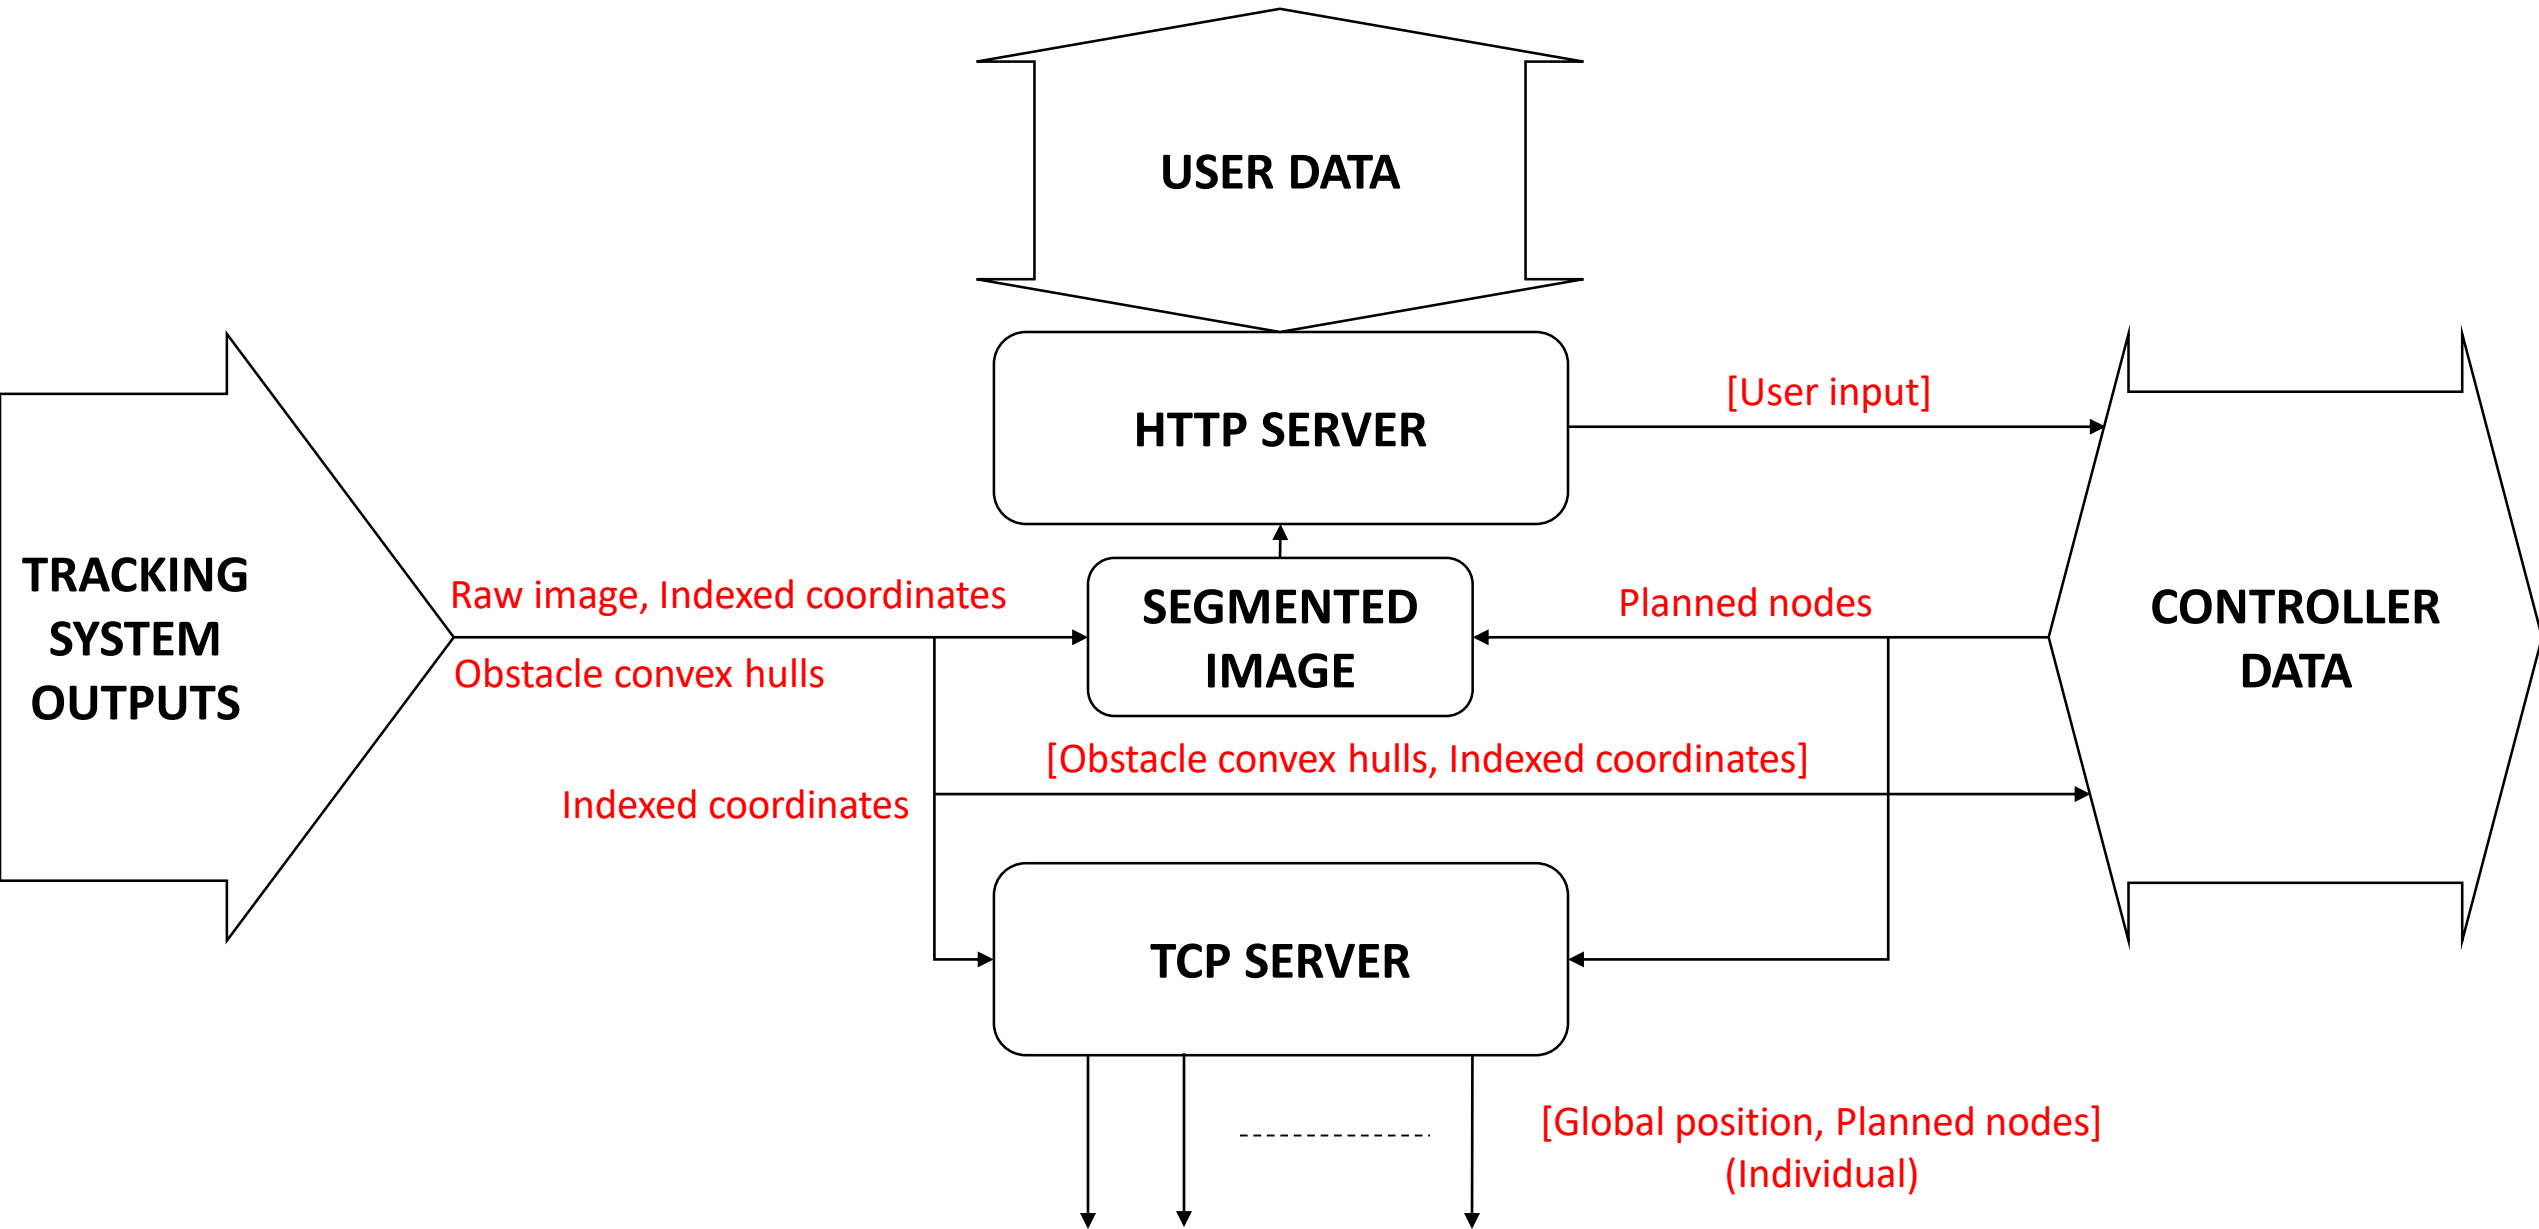 USER DATA
HTTP SERVER
[User input]
TRACKING
SYSTEM
OUTPUTS
Raw image, Indexed coordinates
Obstacle convex hulls
SEGMENTED
IMAGE
Planned nodes
CONTROLLER
DATA
[Obstacle convex hulls, Indexed coordinates]
Indexed coordinates
TCP SERVER
[Global position, Planned nodes]
(Individual)